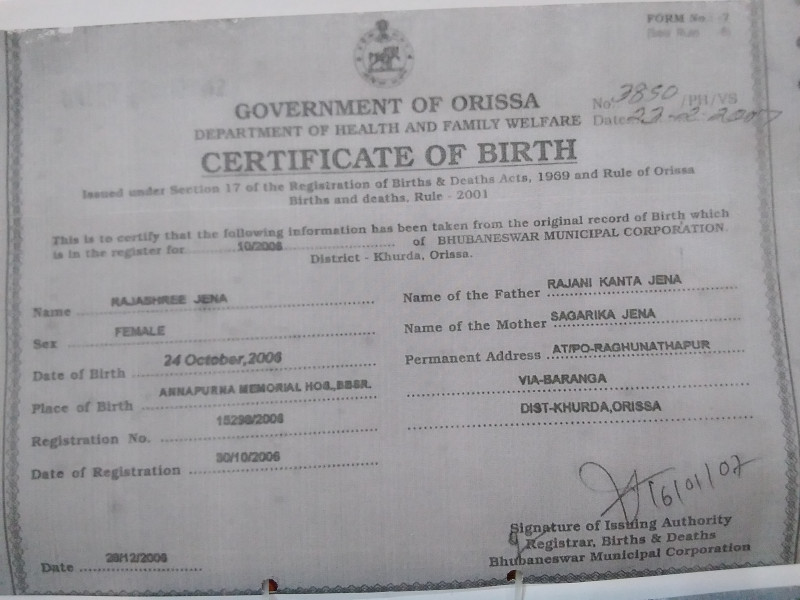 FORM No. -7
GOVERNMENT OF ORISSA
No. 3850/PH/VS
DEPARTMENT OF HEALTH AND FAMILY WELFARE
Date 22-2-2007
CERTIFICATE OF BIRTH
Issued under Section 17 of the Registration of Births & Deaths Acts, 1969 and Rule of Orissa
Births and deaths, Rule - 2001
This is to certify that the following information has been taken from the original record of Birth which
is in the register for 10/2006 of BHUBANESWAR MUNICIPAL CORPORATION.
District - Khurda, Orissa.
Name RAJASHREE JENA
Sex FEMALE
Date of Birth 24 October,2006
Place of Birth ANNAPURNA MEMORIAL HOS.,BBSR.
Registration No. 15298/2006
Date of Registration 30/10/2006
Name of the Father RAJANI KANTA JENA
Name of the Mother SAGARIKA JENA
Permanent Address AT/PO-RAGHUNATHAPUR
VIA-BARANGA
DIST-KHURDA,ORISSA
16/01/07
Signature of Issuing Authority
Registrar, Births & Deaths
Bhubaneswar Municipal Corporation
Date 28/12/2006